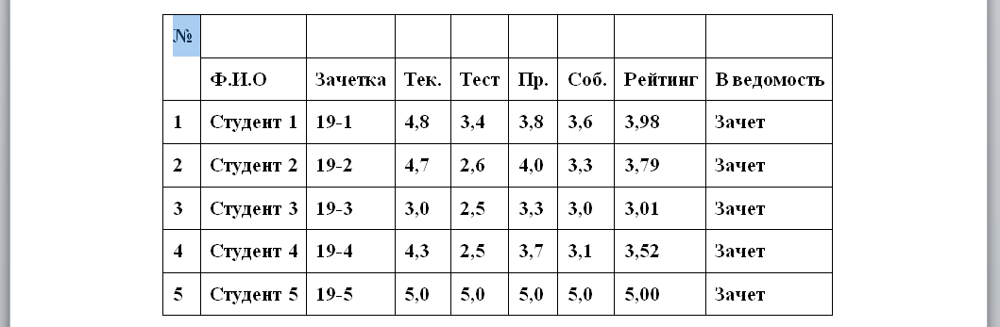 №
Ф.И.О Зачетка Тек. Тест Пр. Соб. Рейтинг В ведомость
1 Студент 1 19-1 4,8 3,4 3,8 3,6 3,98 Зачет
2 Студент 2 19-2 4,7 2,6 4,0 3,3 3,79 Зачет
3 Студент 3 19-3 3,0 2,5 3,3 3,0 3,01 Зачет
4 Студент 4 19-4 4,3 2,5 3,7 3,1 3,52 Зачет
5 Студент 5 19-5 5,0 5,0 5,0 5,0 5,00 Зачет